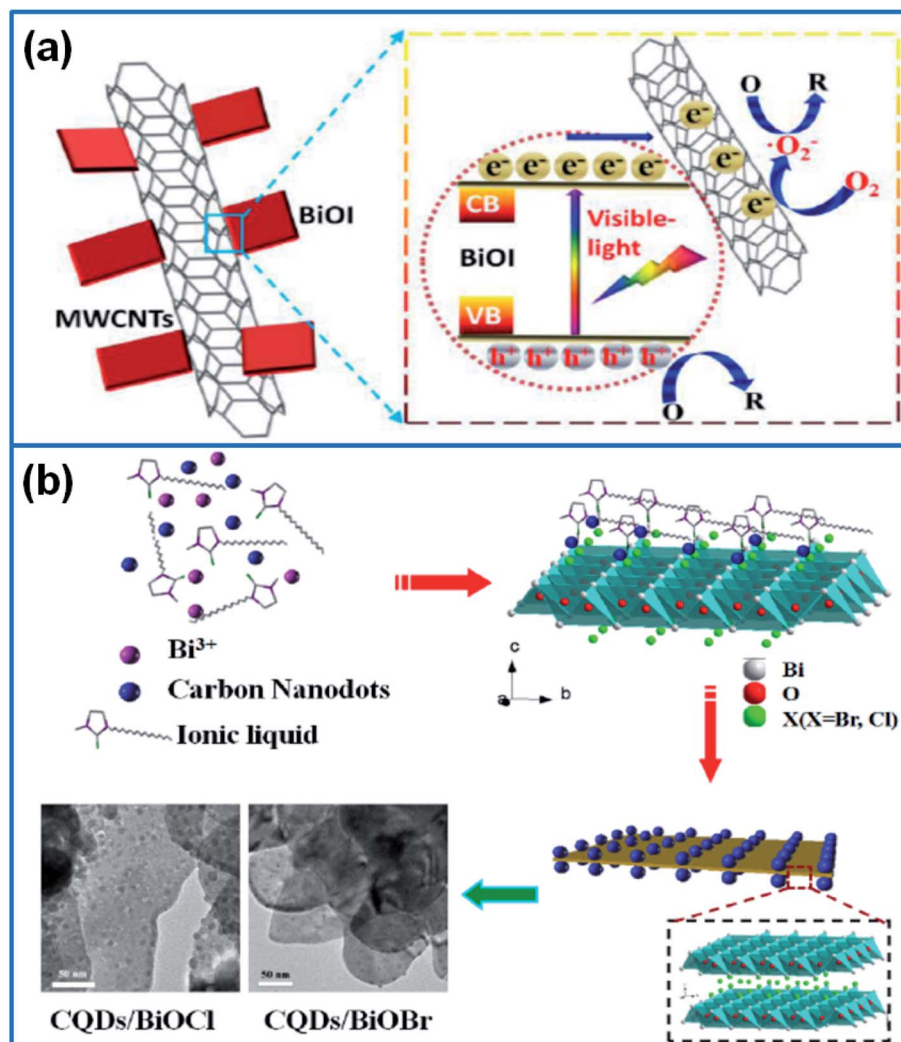 (a)
BiOI
MWCNTs
e⁻ e⁻ e⁻ e⁻ e⁻
CB
BiOI
VB
Visible-
light
h⁺ h⁺ h⁺ h⁺ h⁺
O
R
e⁻
e⁻
e⁻
·O₂⁻
O₂
O
R
(b)
Bi³⁺
Carbon Nanodots
Ionic liquid
c
a
b
Bi
O
X(X=Br, Cl)
50 nm
50 nm
CQDs/BiOCl
CQDs/BiOBr